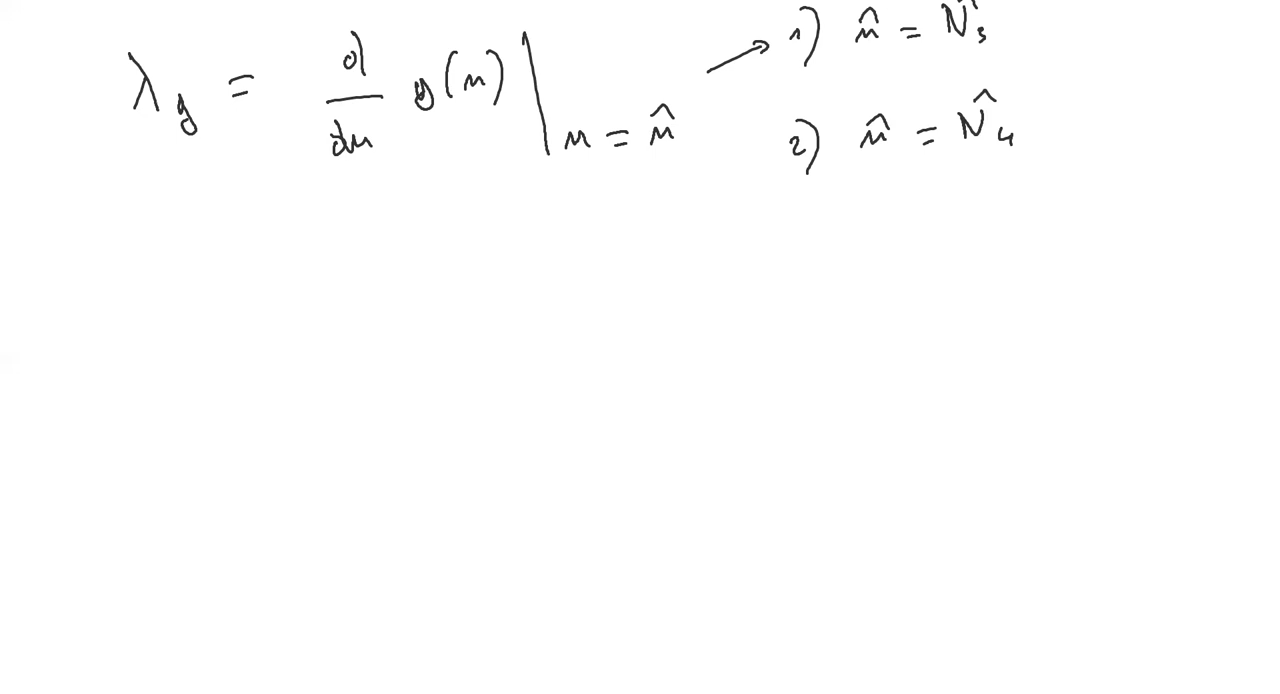 λ_g = d/dn g(n) | n = n̂ → 1) n̂ = N̂_3
2) n̂ = N̂_4